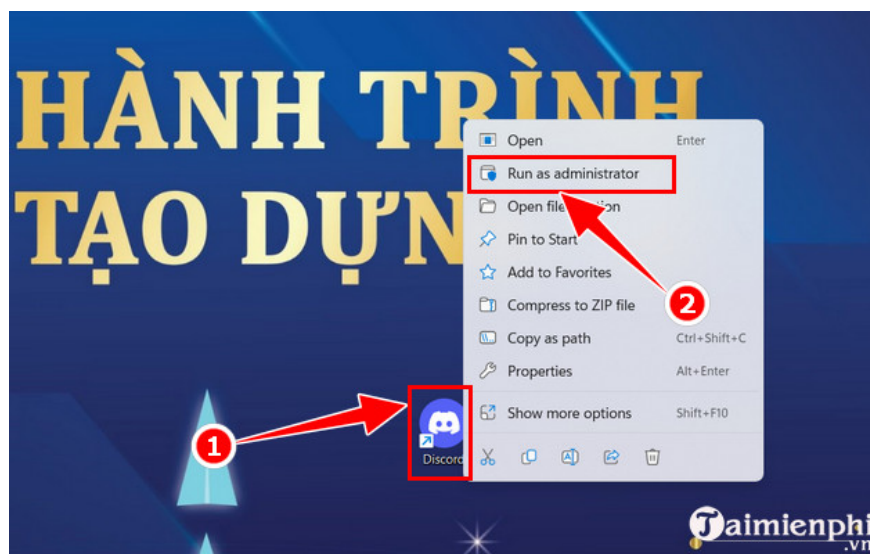 HÀNH TRÌNH
TẠO DỰN
Open Enter
Run as administrator
Open file
Pin to Start
Add to Favorites
Compress to ZIP file
2
Copy as path Ctrl+Shift+C
Properties Alt+Enter
Show more options Shift+F10
1
Discord
Taimienphi
.vn